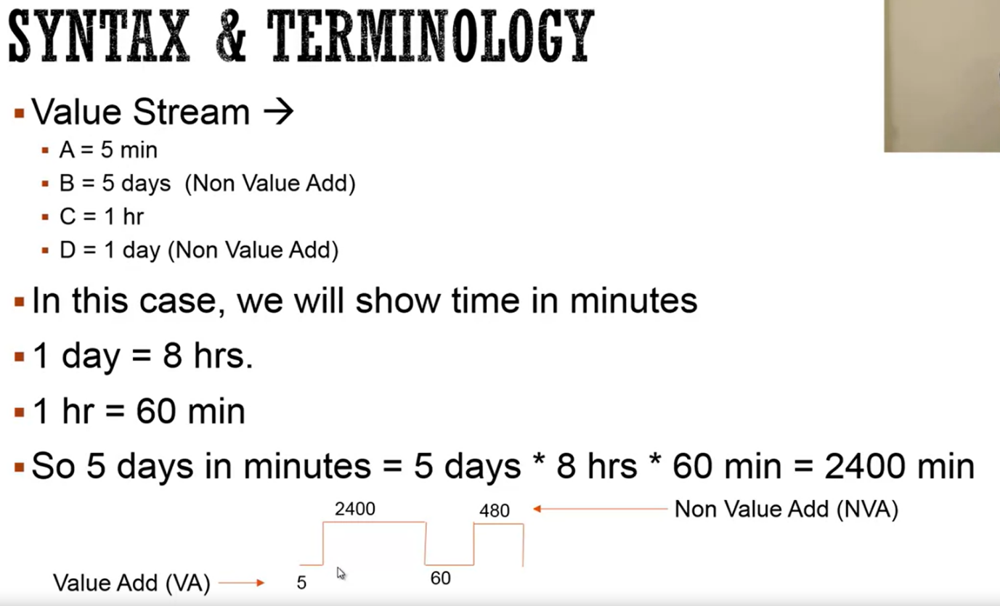 SYNTAX & TERMINOLOGY
▪ Value Stream →
▪ A = 5 min
▪ B = 5 days (Non Value Add)
▪ C = 1 hr
▪ D = 1 day (Non Value Add)
▪ In this case, we will show time in minutes
▪ 1 day = 8 hrs.
▪ 1 hr = 60 min
▪ So 5 days in minutes = 5 days * 8 hrs * 60 min = 2400 min
2400 480 Non Value Add (NVA)
Value Add (VA) 5 60